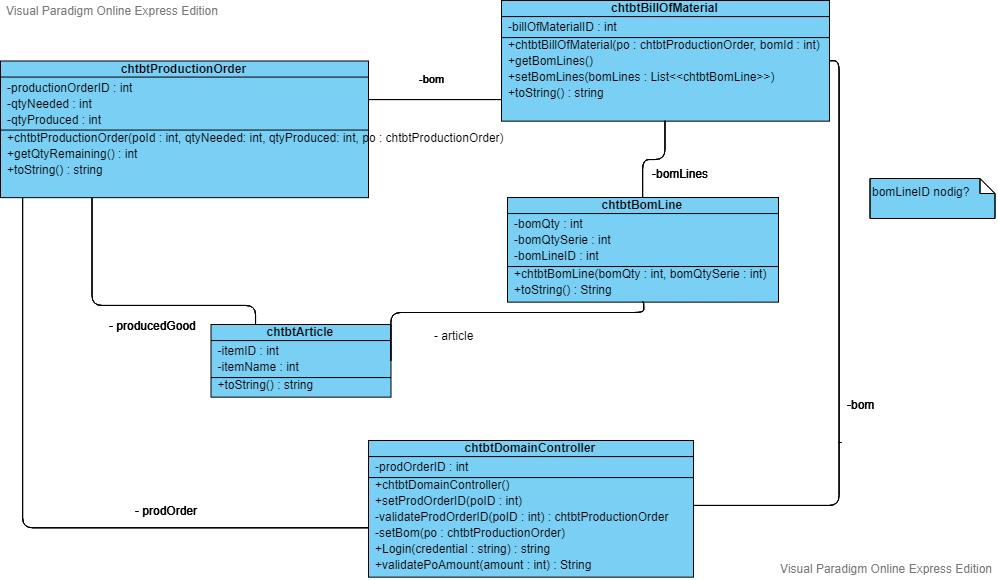 Visual Paradigm Online Express Edition
chtbtBillOfMaterial
-billOfMaterialID : int
+chtbtBillOfMaterial(po : chtbtProductionOrder, bomId : int)
+getBomLines()
+setBomLines(bomLines : List<<chtbtBomLine>>)
+toString() : string
chtbtProductionOrder
-productionOrderID : int
-qtyNeeded : int
-qtyProduced : int
+chtbtProductionOrder(poId : int, qtyNeeded: int, qtyProduced: int, po : chtbtProductionOrder)
+getQtyRemaining() : int
+toString() : string
-bom
-bomLines
bomLineID nodig?
chtbtBomLine
-bomQty : int
-bomQtySerie : int
-bomLineID : int
+chtbtBomLine(bomQty : int, bomQtySerie : int)
+toString() : String
- producedGood
- article
chtbtArticle
-itemID : int
-itemName : int
+toString() : string
-bom
chtbtDomainController
-prodOrderID : int
+chtbtDomainController()
+setProdOrderID(poID : int)
-validateProdOrderID(poID : int) : chtbtProductionOrder
-setBom(po : chtbtProductionOrder)
+Login(credential : string) : string
+validatePoAmount(amount : int) : String
- prodOrder
Visual Paradigm Online Express Edition